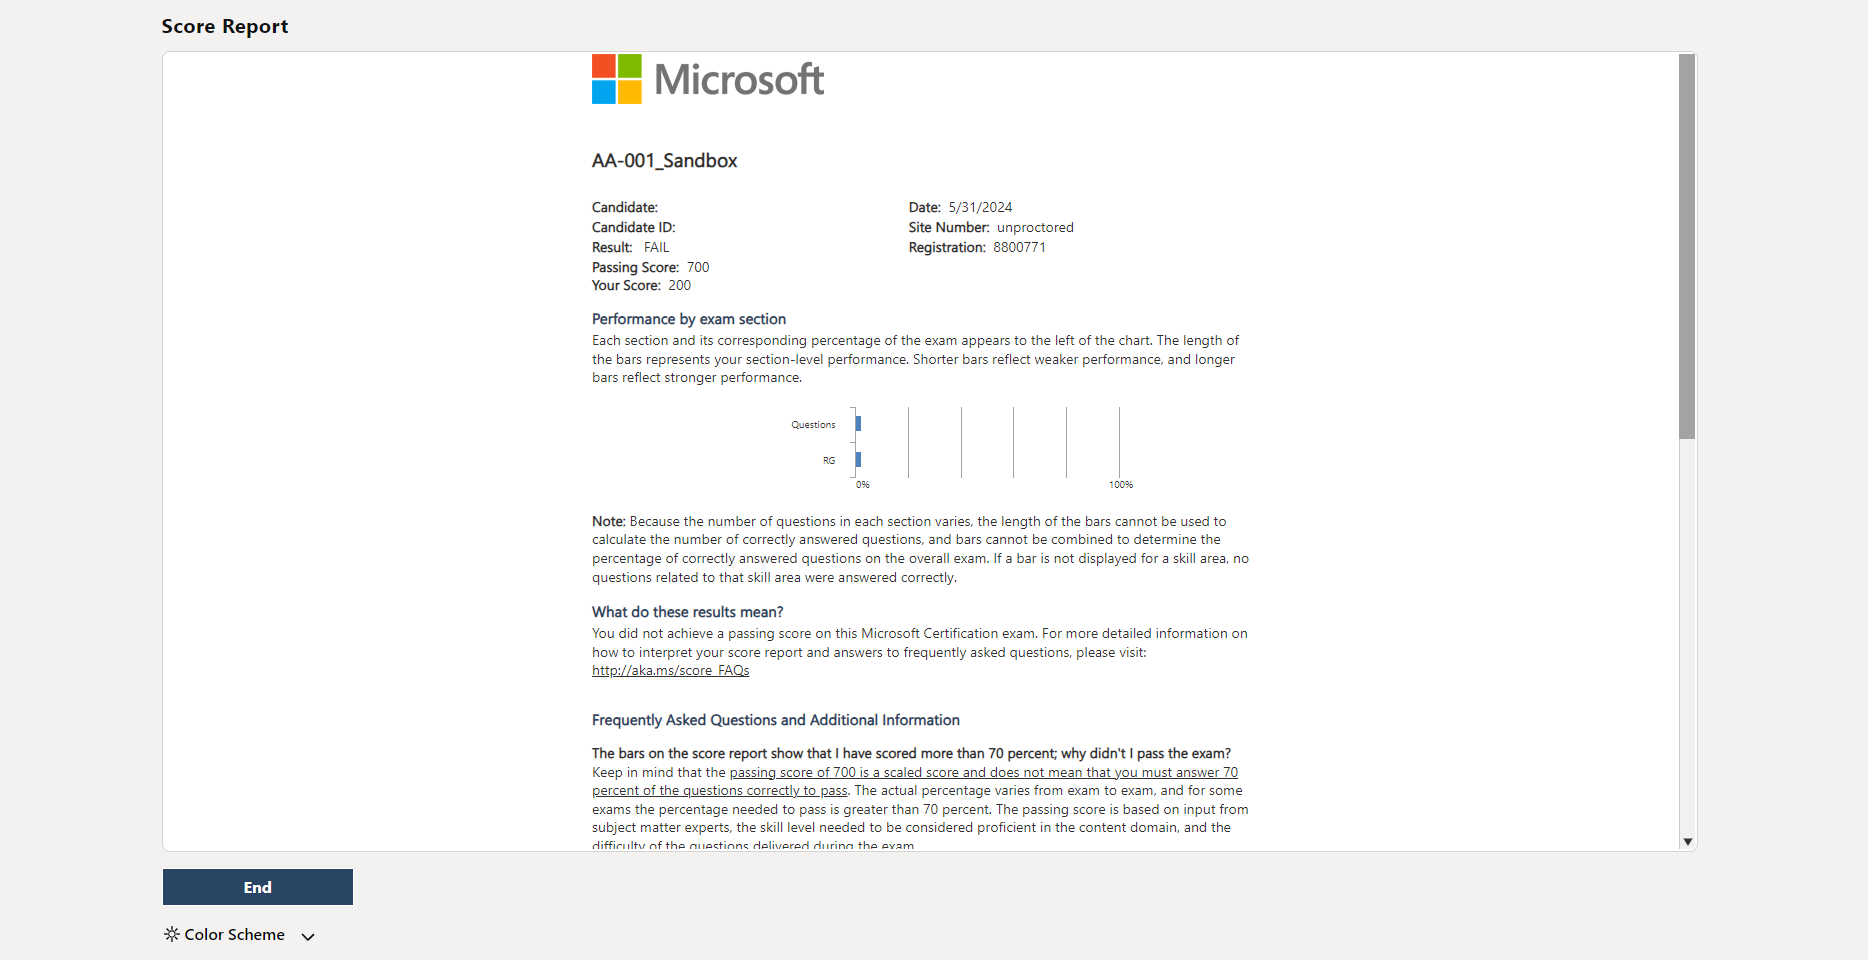 Score Report
Microsoft
AA-001_Sandbox
Candidate:
Candidate ID:
Result: FAIL
Passing Score: 700
Your Score: 200
Date: 5/31/2024
Site Number: unproctored
Registration: 8800771
Performance by exam section
Each section and its corresponding percentage of the exam appears to the left of the chart. The length of
the bars represents your section-level performance. Shorter bars reflect weaker performance, and longer
bars reflect stronger performance.
Questions
RG
0%
100%
Note: Because the number of questions in each section varies, the length of the bars cannot be used to
calculate the number of correctly answered questions, and bars cannot be combined to determine the
percentage of correctly answered questions on the overall exam. If a bar is not displayed for a skill area, no
questions related to that skill area were answered correctly.
What do these results mean?
You did not achieve a passing score on this Microsoft Certification exam. For more detailed information on
how to interpret your score report and answers to frequently asked questions, please visit:
http://aka.ms/score_FAQs
Frequently Asked Questions and Additional Information
The bars on the score report show that I have scored more than 70 percent; why didn't I pass the exam?
Keep in mind that the passing score of 700 is a scaled score and does not mean that you must answer 70
percent of the questions correctly to pass. The actual percentage varies from exam to exam, and for some
exams the percentage needed to pass is greater than 70 percent. The passing score is based on input from
subject matter experts, the skill level needed to be considered proficient in the content domain, and the
difficulty of the questions delivered during the exam.
End
Color Scheme